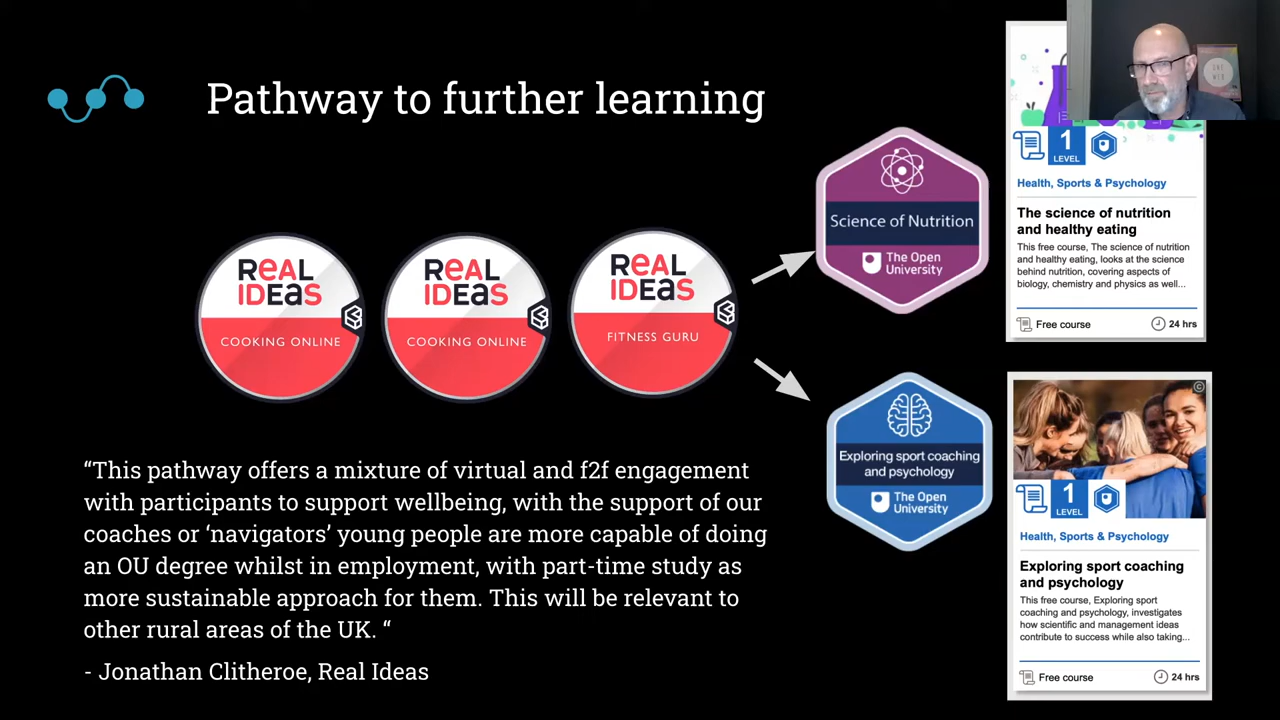 Pathway to further learning
REAL
IDEAS
COOKING ONLINE
REAL
IDEAS
COOKING ONLINE
REAL
IDEAS
FITNESS GURU
Science of Nutrition
The Open
University
Exploring sport coaching
and psychology
The Open
University
1
LEVEL
Health, Sports & Psychology
The science of nutrition
and healthy eating
This free course, The science of nutrition
and healthy eating, looks at the science
behind nutrition, covering aspects of
biology, chemistry and physics as well...
Free course
24 hrs
©
1
LEVEL
Health, Sports & Psychology
Exploring sport coaching
and psychology
This free course, Exploring sport
coaching and psychology, investigates
how scientific and management ideas
contribute to success while also taking...
Free course
24 hrs
“This pathway offers a mixture of virtual and f2f engagement
with participants to support wellbeing, with the support of our
coaches or ‘navigators’ young people are more capable of doing
an OU degree whilst in employment, with part-time study as
more sustainable approach for them. This will be relevant to
other rural areas of the UK. “
- Jonathan Clitheroe, Real Ideas